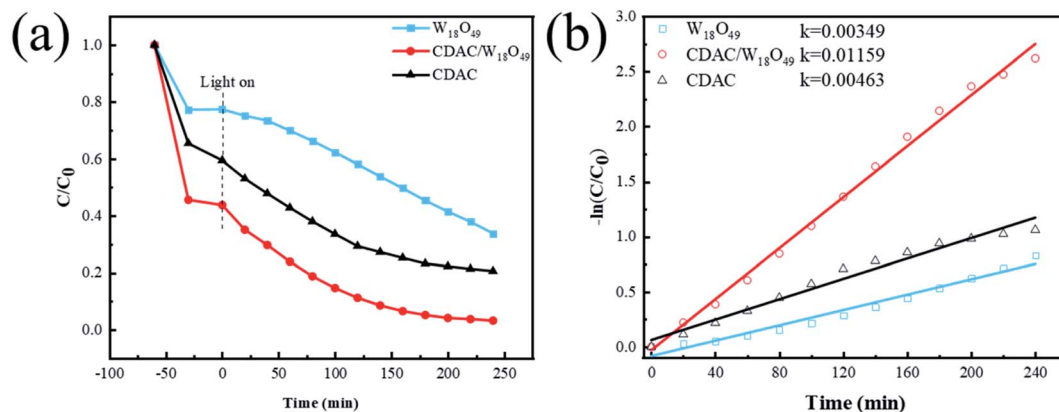 (a)
1.0
0.8
0.6
0.4
0.2
0.0
C/C₀
Light on
W₁₈O₄₉
CDAC/W₁₈O₄₉
CDAC
-100 -50 0 50 100 150 200 250
Time (min)
(b)
3.0
2.5
2.0
1.5
1.0
0.5
0.0
-ln(C/C₀)
W₁₈O₄₉ k=0.00349
CDAC/W₁₈O₄₉ k=0.01159
CDAC k=0.00463
0 40 80 120 160 200 240
Time (min)